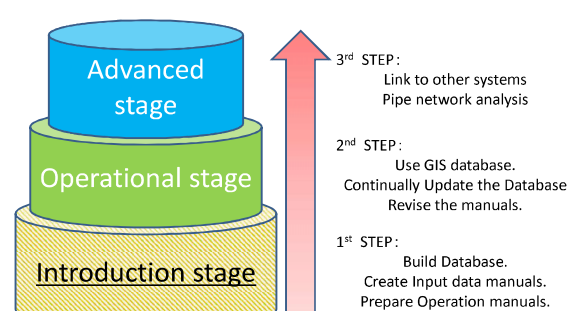 Advanced
stage
Operational stage
Introduction stage
3rd STEP:
Link to other systems
Pipe network analysis
2nd STEP:
Use GIS database.
Continually Update the Database
Revise the manuals.
1st STEP:
Build Database.
Create Input data manuals.
Prepare Operation manuals.